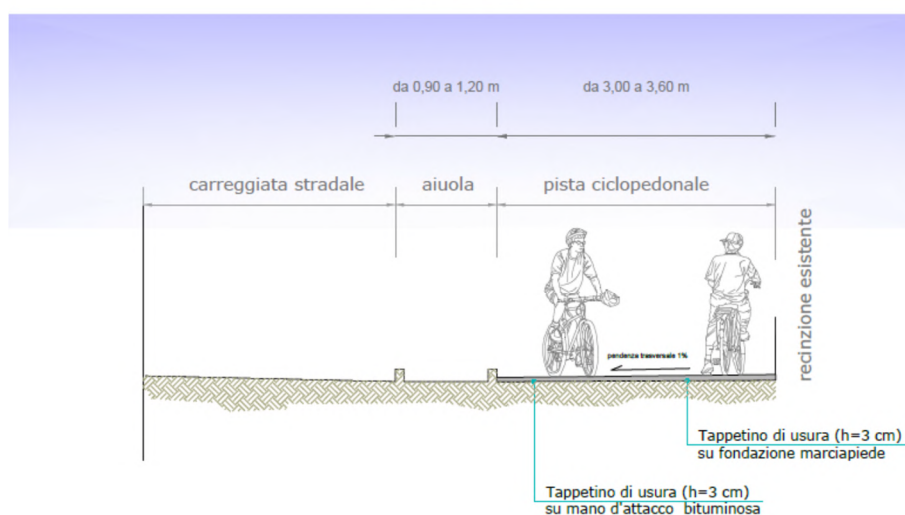 da 0,90 a 1,20 m
da 3,00 a 3,60 m
carreggiata stradale
aiuola
pista ciclopedonale
recinzione esistente
pendenza trasversale 1%
Tappetino di usura (h=3 cm)
su fondazione marciapiede
Tappetino di usura (h=3 cm)
su mano d'attacco bituminosa